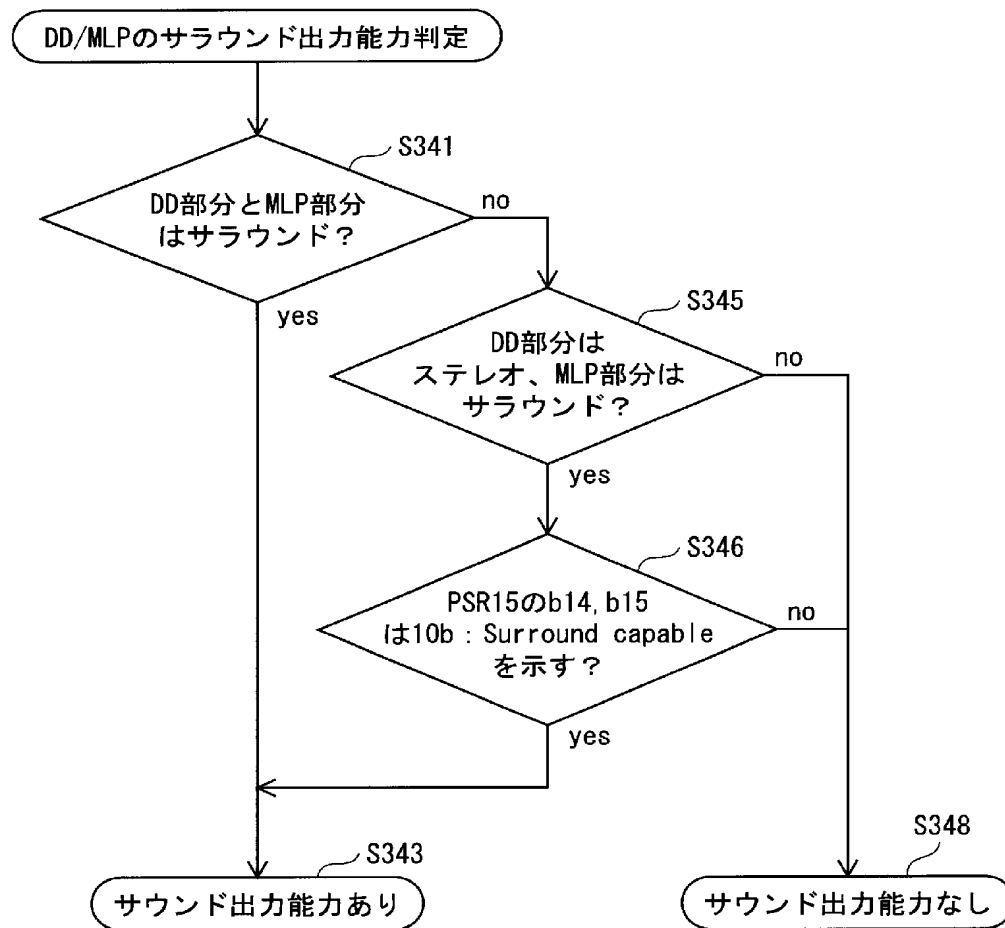 DD/MLPのサラウンド出力能力判定
S341
DD部分とMLP部分
はサラウンド？
no
yes
S345
DD部分は
ステレオ、MLP部分は
サラウンド？
no
yes
S346
PSR15のb14,b15
は10b：Surround capable
を示す？
no
yes
S343
サウンド出力能力あり
S348
サウンド出力能力なし